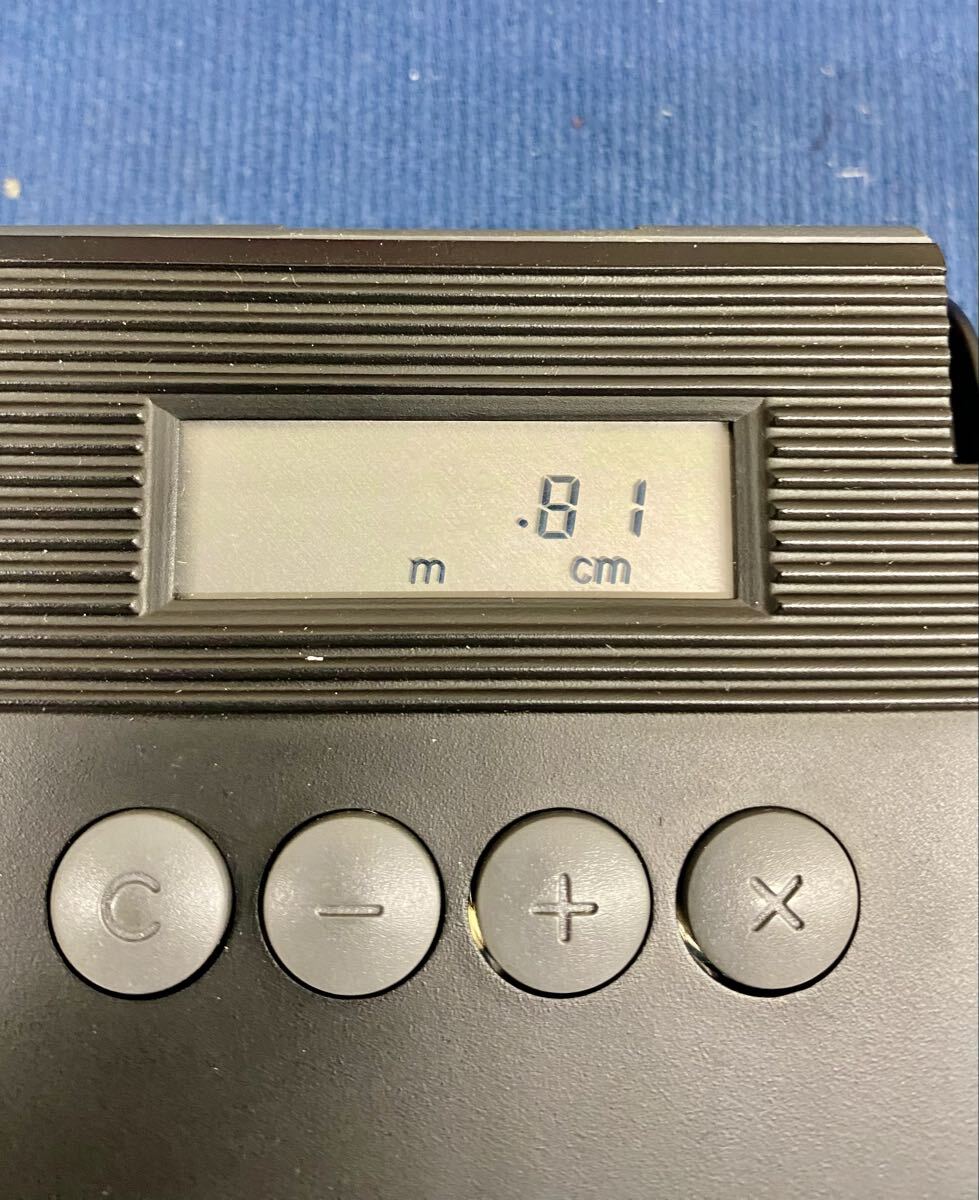 .81
m cm
C − + ×